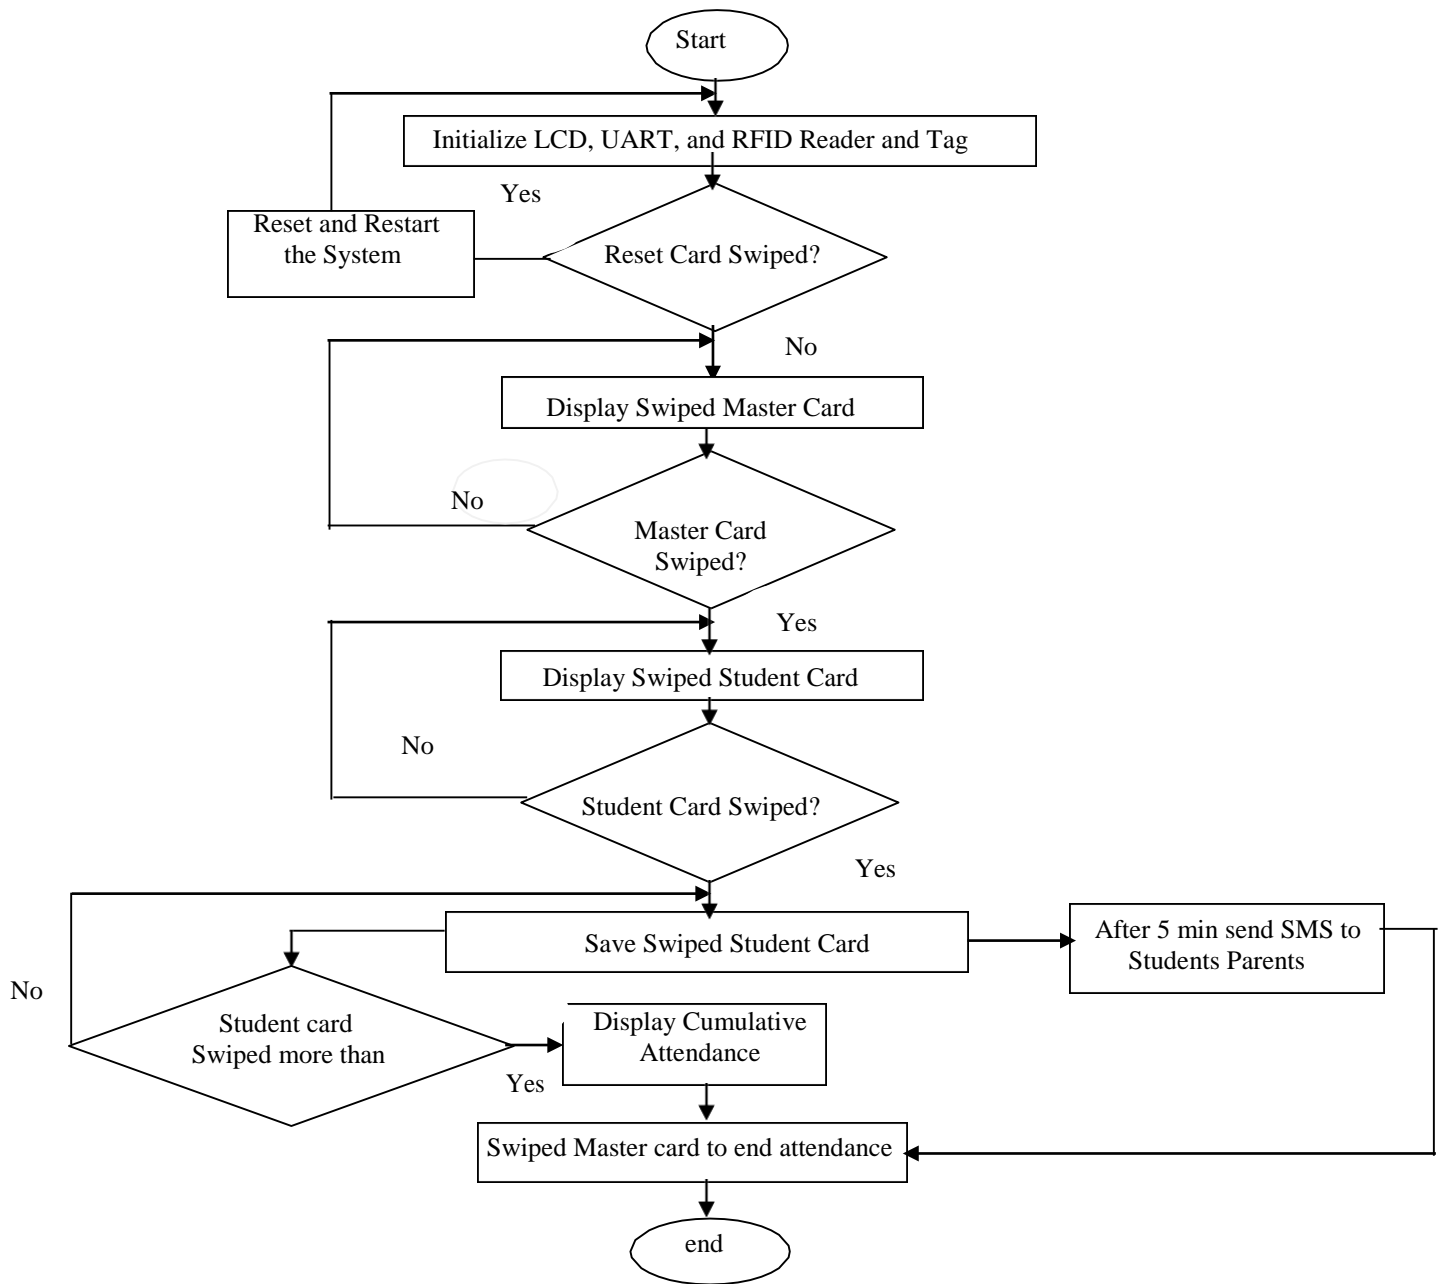 Start
Initialize LCD, UART, and RFID Reader and Tag
Yes
Reset and Restart
the System
Reset Card Swiped?
No
Display Swiped Master Card
No
Master Card
Swiped?
Yes
Display Swiped Student Card
No
Student Card Swiped?
Yes
Save Swiped Student Card
After 5 min send SMS to
Students Parents
No
Student card
Swiped more than
Yes
Display Cumulative
Attendance
Swiped Master card to end attendance
end